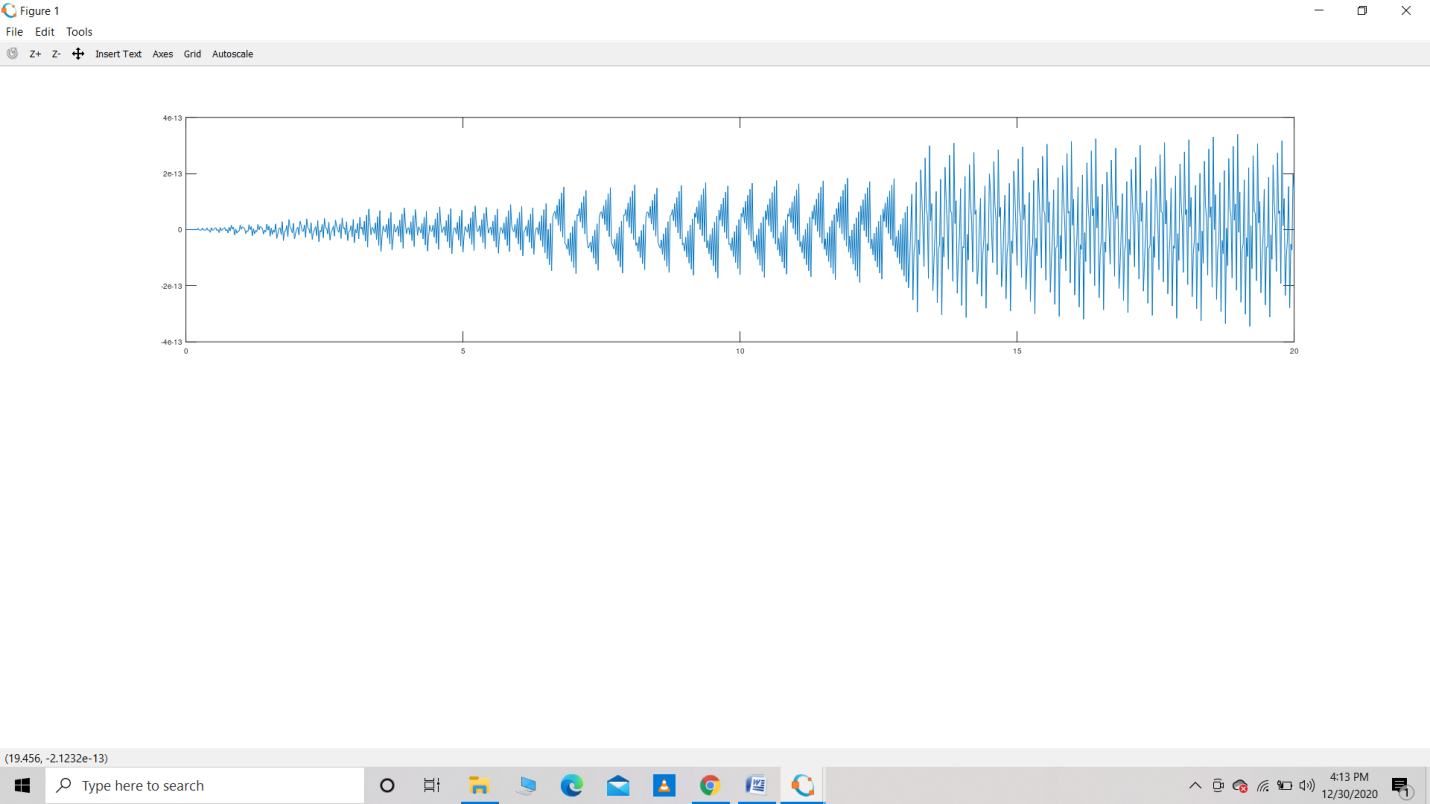 Figure 1
File Edit Tools
Z+ Z- Insert Text Axes Grid Autoscale
4e-13
2e-13
0
-2e-13
-4e-13
0 5 10 15 20
(19.456, -2.1232e-13)
Type here to search
4:13 PM
12/30/2020
1